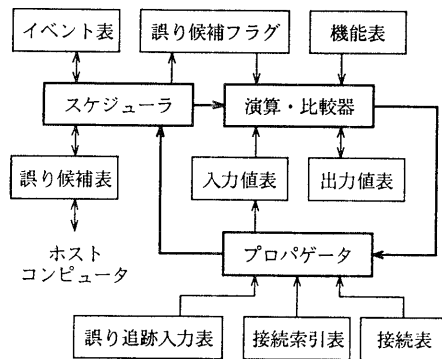 イベント表
誤り候補フラグ
機能表
スケジューラ
演算・比較器
誤り候補表
入力値表
出力値表
ホスト
コンピュータ
プロパゲータ
誤り追跡入力表
接続索引表
接続表